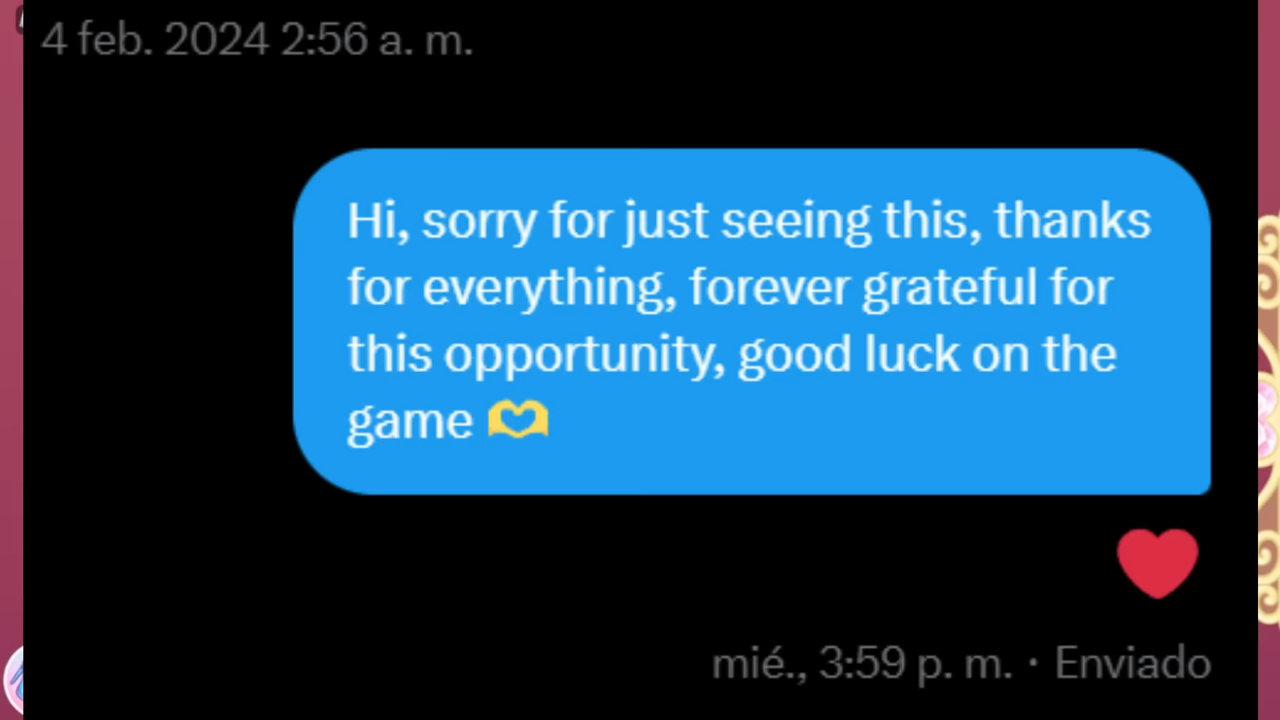 4 feb. 2024 2:56 a. m.
Hi, sorry for just seeing this, thanks
for everything, forever grateful for
this opportunity, good luck on the
game 🫶
❤️
mié., 3:59 p. m. · Enviado